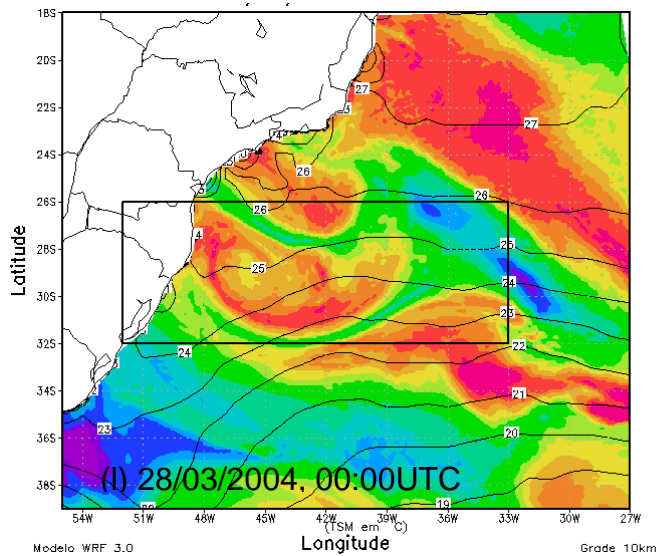 18S
20S
22S
24S
26S
28S
30S
32S
34S
36S
38S
Latitude
27
27
26
26
26
25
25
24
24
23
23
22
21
20
19
(I) 28/03/2004, 00:00UTC
54W 51W 48W 45W 42W 39W 36W 33W 30W 27W
(TSM em °C)
Longitude
Modelo WRF 3.0
Grade 10km